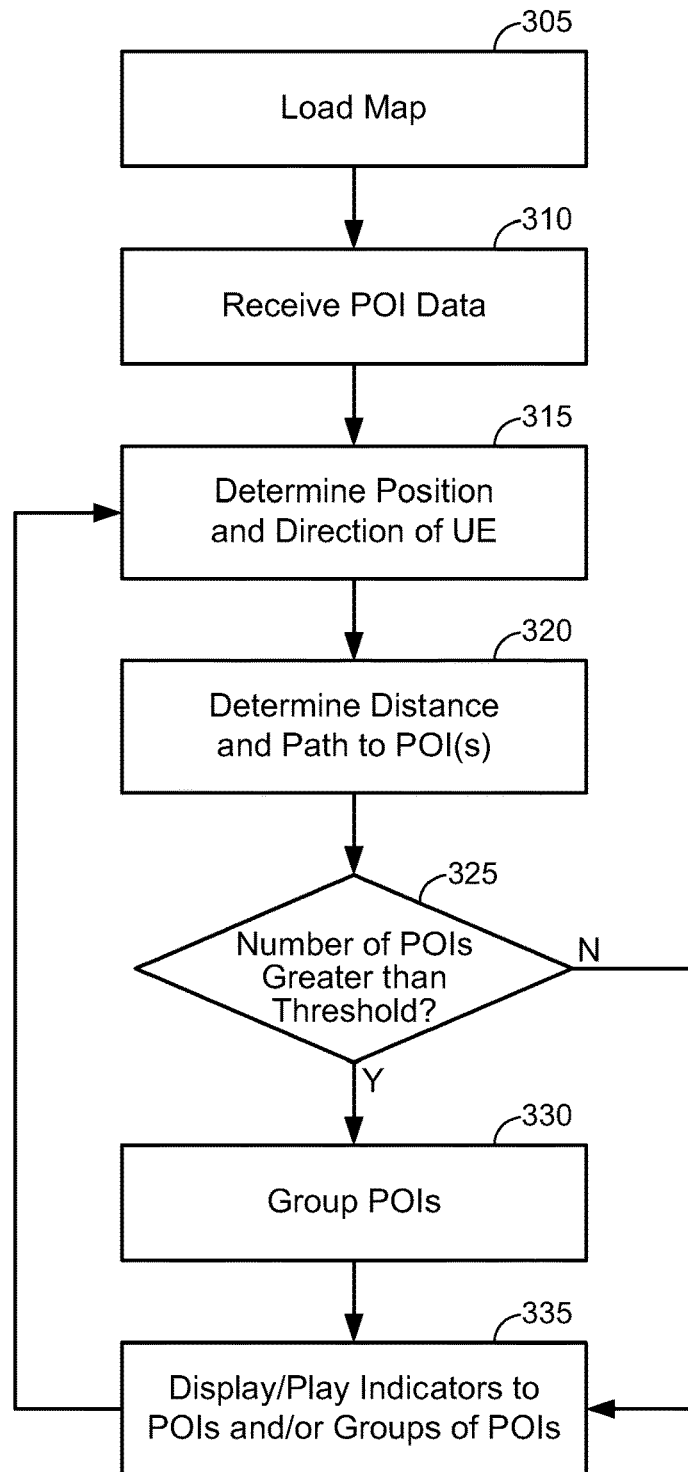 305
Load Map
310
Receive POI Data
315
Determine Position
and Direction of UE
320
Determine Distance
and Path to POI(s)
325
Number of POIs
Greater than
Threshold?
N
Y
330
Group POIs
335
Display/Play Indicators to
POIs and/or Groups of POIs